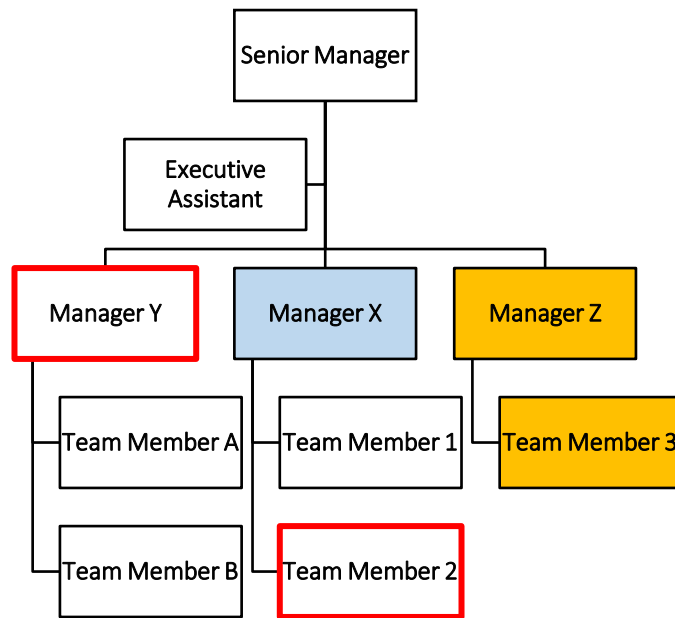 Senior Manager
Executive
Assistant
Manager Y
Manager X
Manager Z
Team Member A
Team Member 1
Team Member 3
Team Member B
Team Member 2